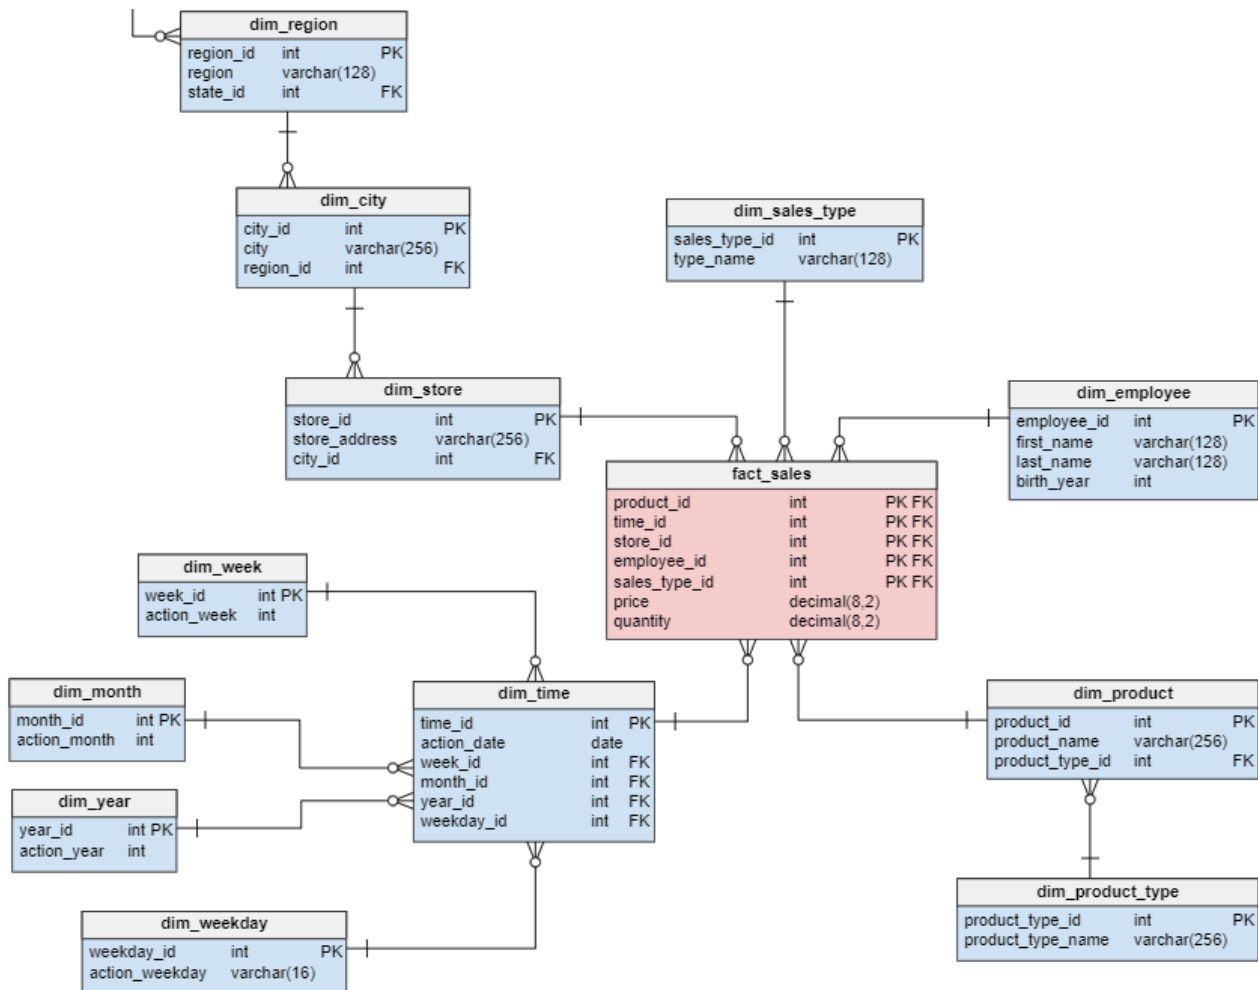 dim_region
region_id int PK
region varchar(128)
state_id int FK
dim_city
city_id int PK
city varchar(256)
region_id int FK
dim_sales_type
sales_type_id int PK
type_name varchar(128)
dim_store
store_id int PK
store_address varchar(256)
city_id int FK
dim_employee
employee_id int PK
first_name varchar(128)
last_name varchar(128)
birth_year int
fact_sales
product_id int PK FK
time_id int PK FK
store_id int PK FK
employee_id int PK FK
sales_type_id int PK FK
price decimal(8,2)
quantity decimal(8,2)
dim_week
week_id int PK
action_week int
dim_month
month_id int PK
action_month int
dim_time
time_id int PK
action_date date
week_id int FK
month_id int FK
year_id int FK
weekday_id int FK
dim_product
product_id int PK
product_name varchar(256)
product_type_id int FK
dim_year
year_id int PK
action_year int
dim_weekday
weekday_id int PK
action_weekday varchar(16)
dim_product_type
product_type_id int PK
product_type_name varchar(256)